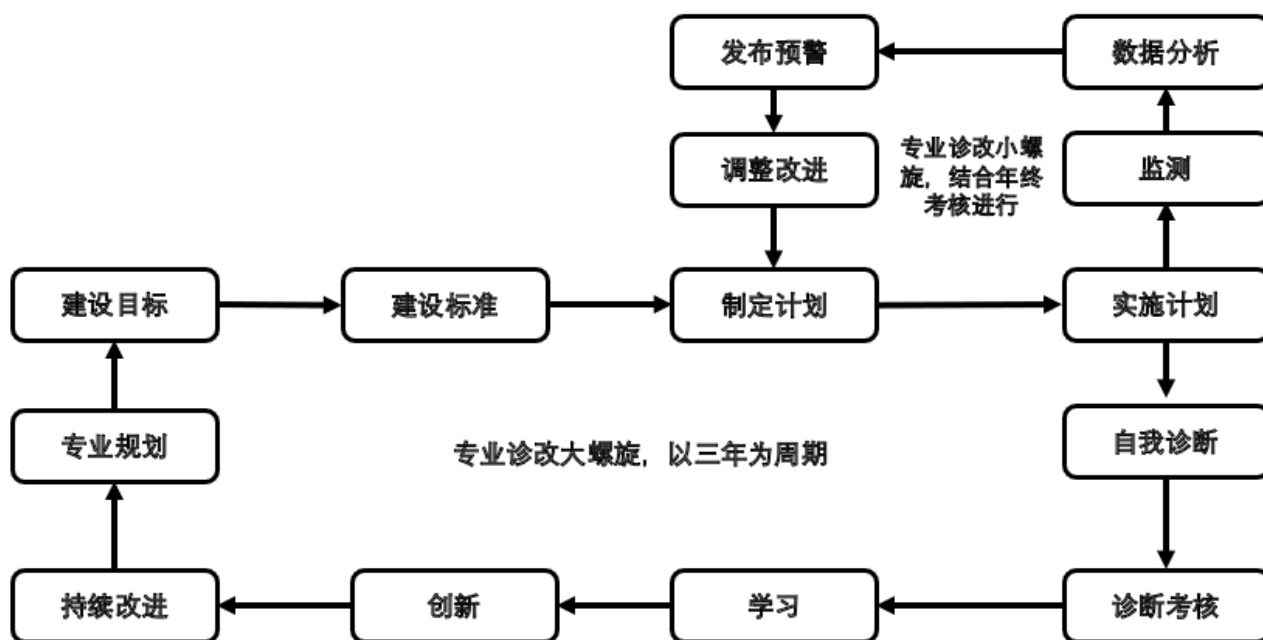 发布预警
数据分析
调整改进
专业诊改小螺
旋，结合年终
考核进行
监测
建设目标
建设标准
制定计划
实施计划
专业规划
专业诊改大螺旋，以三年为周期
自我诊断
持续改进
创新
学习
诊断考核